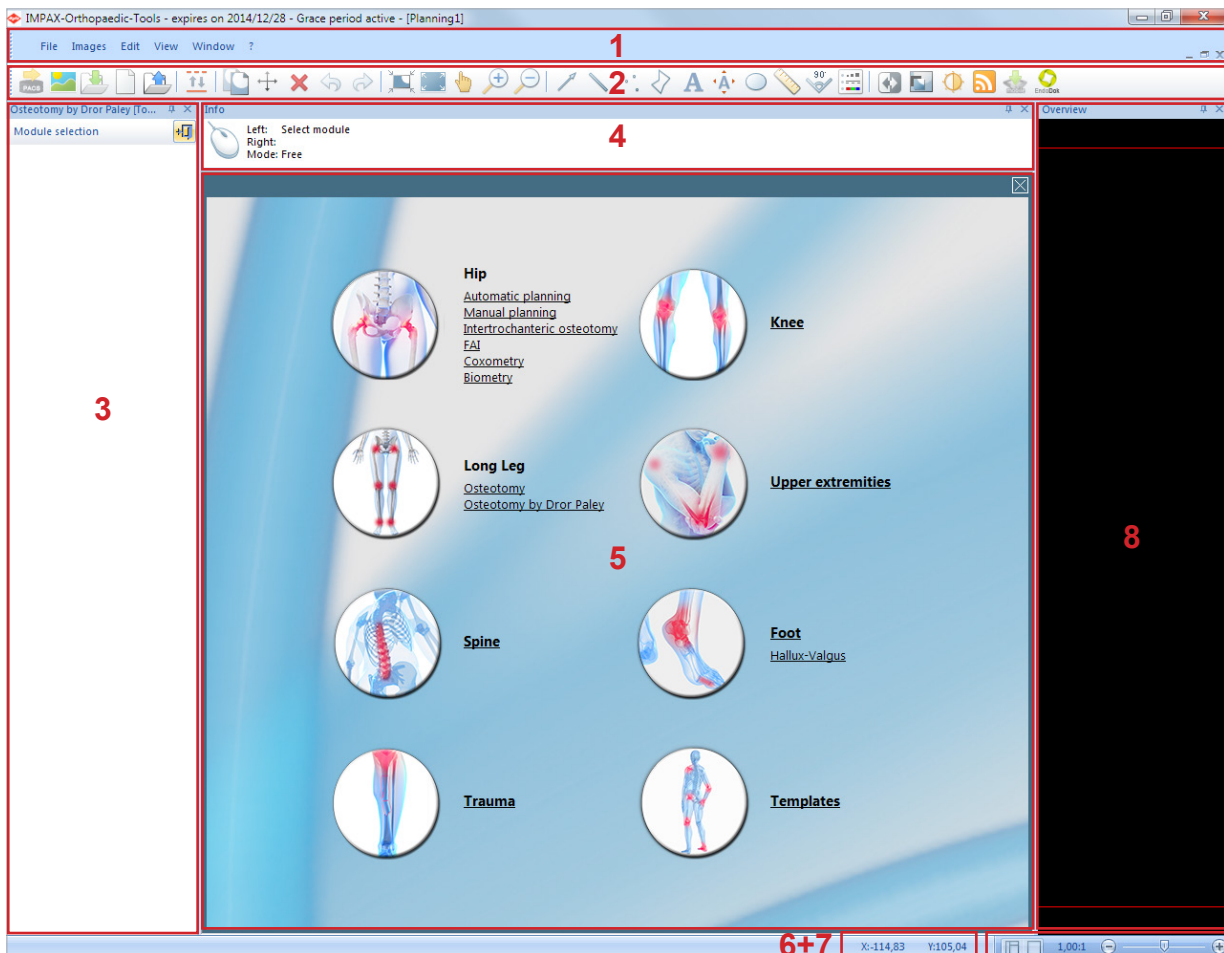 IMPAX-Orthopaedic-Tools - expires on 2014/12/28 - Grace period active - [Planning1]
File Images Edit View Window ?
1
PACS
2
A
A
90°
EndoDok
Osteotomy by Dror Paley [To...
Module selection
3
Info
Left: Select module
Right:
Mode: Free
4
Overview
Hip
Automatic planning
Manual planning
Intertrochanteric osteotomy
FAI
Coxometry
Biometry
Knee
Long Leg
Osteotomy
Osteotomy by Dror Paley
Upper extremities
5
8
Spine
Foot
Hallux-Valgus
Trauma
Templates
6+7
X:-114,83 Y:105,04
1,00:1